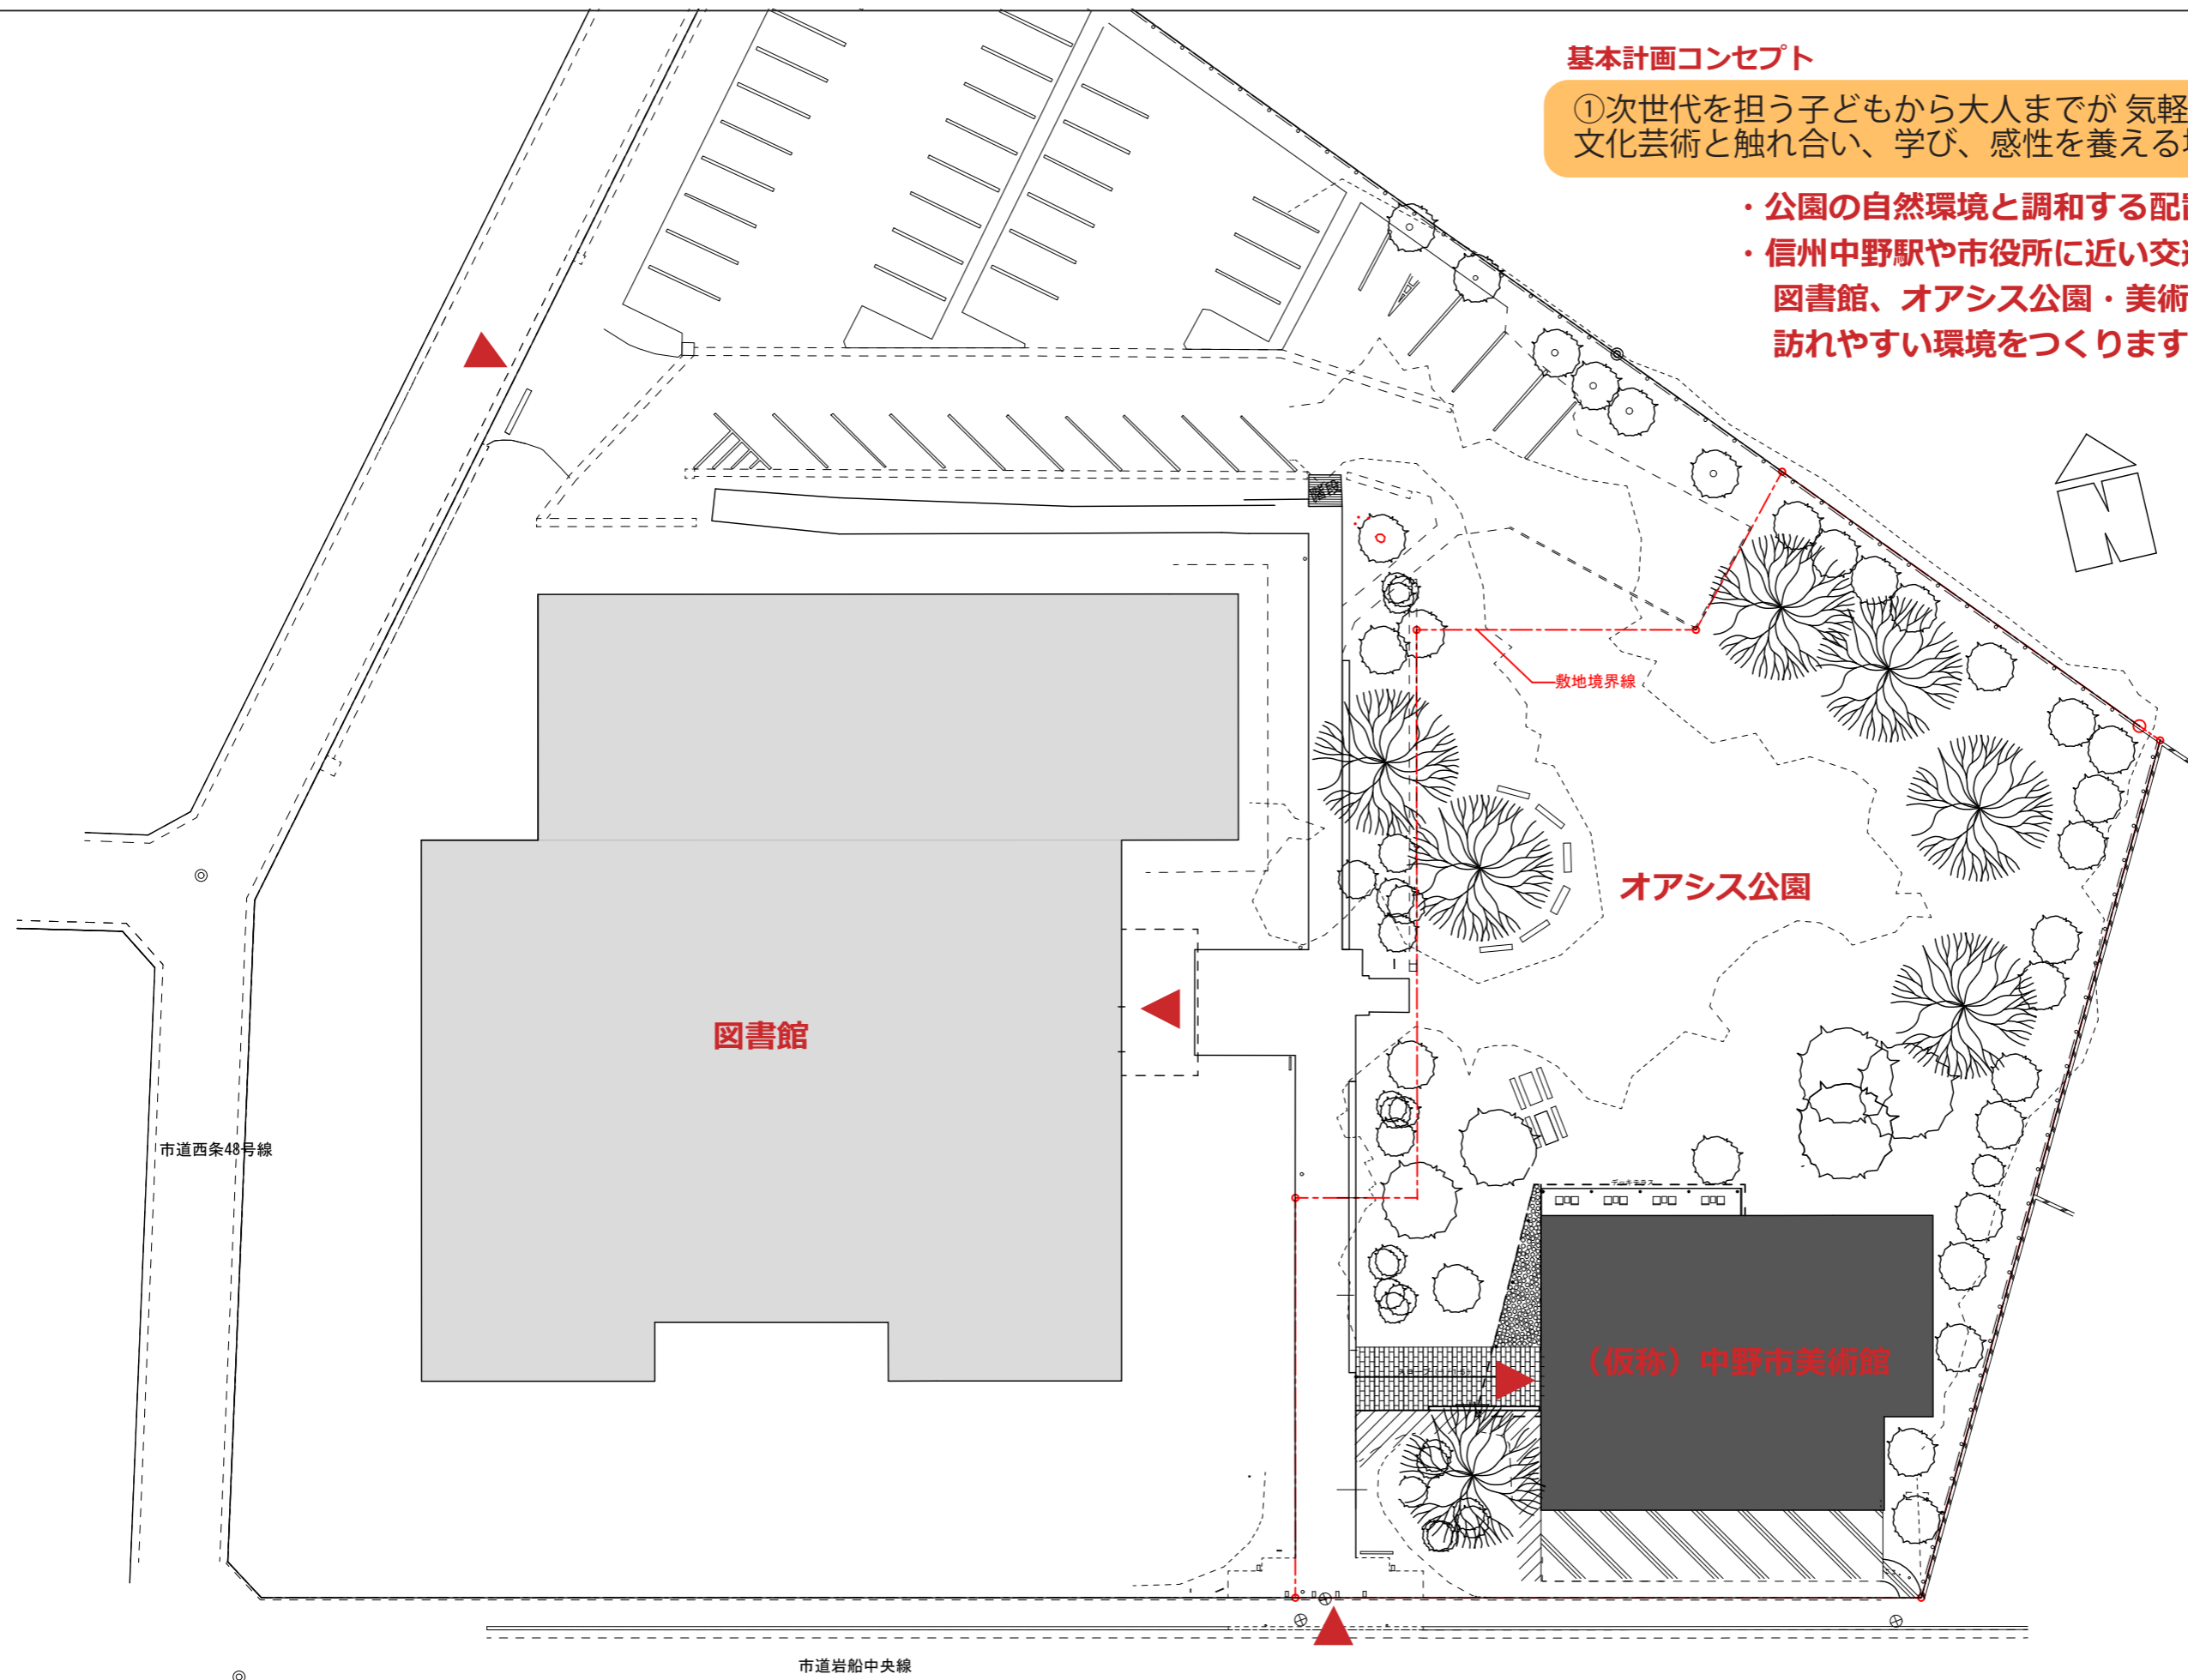 基本計画コンセプト
①次世代を担う子どもから大人までが 気軽
文化芸術と触れ合い、学び、感性を養える
・公園の自然環境と調和する配
・信州中野駅や市役所に近い交
図書館、オアシス公園・美術
訪れやすい環境をつくります
階段
N
敷地境界線
オアシス公園
図書館
市道西条48号線
デッキテラス
（仮称）中野市美術館
市道岩船中央線